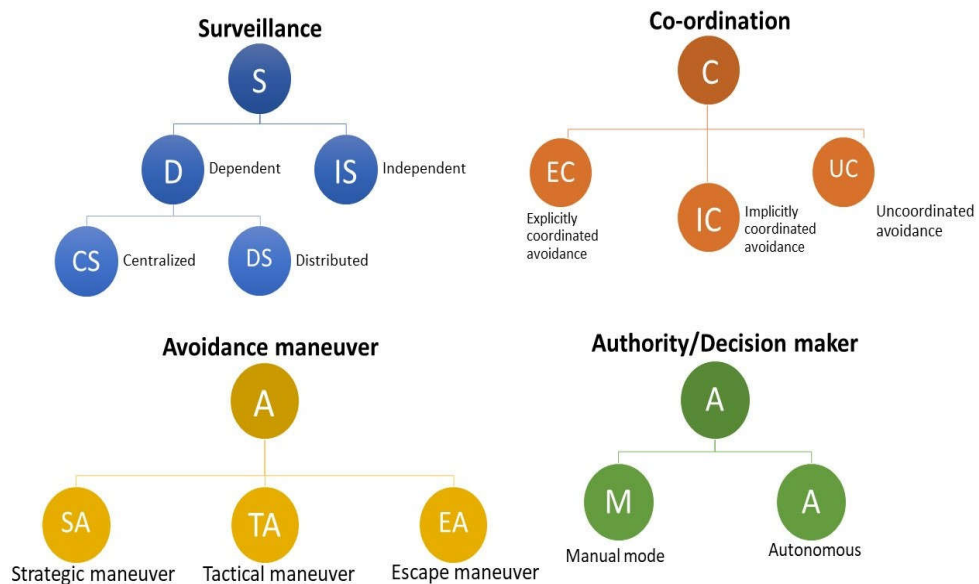 Surveillance
S
D
Dependent
IS
Independent
CS
Centralized
DS
Distributed
Co-ordination
C
EC
Explicitly
coordinated
avoidance
IC
Implicitly
coordinated
avoidance
UC
Uncoordinated
avoidance
Avoidance maneuver
A
SA
Strategic maneuver
TA
Tactical maneuver
EA
Escape maneuver
Authority/Decision maker
A
M
Manual mode
A
Autonomous